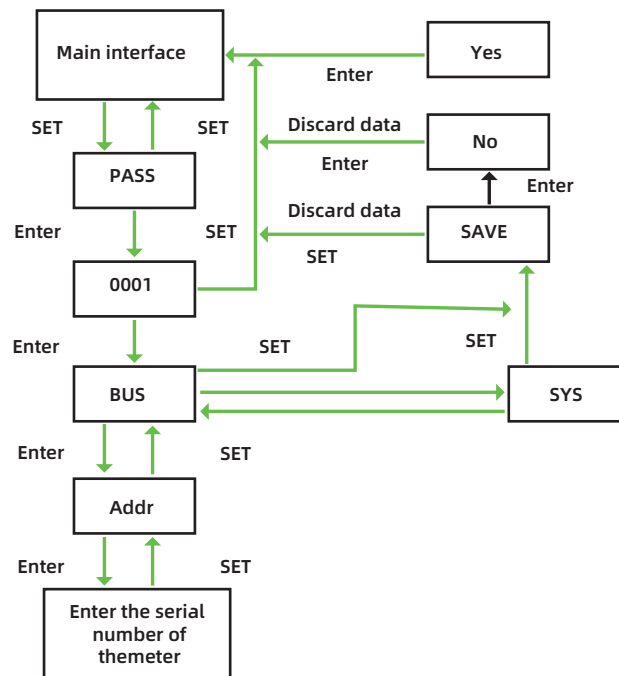 Main interface
Yes
Enter
SET
SET
Discard data
No
Enter
PASS
Enter
Enter
SET
Discard data
SAVE
SET
0001
Enter
SET
SET
BUS
SYS
Enter
SET
Addr
Enter
SET
Enter the serial
number of
themeter